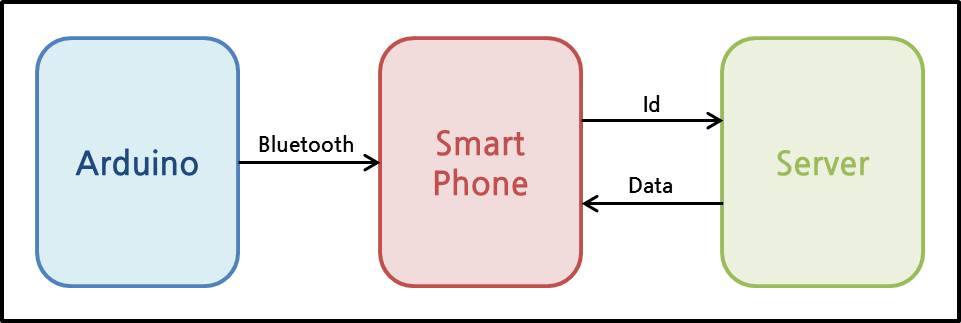 Arduino
Bluetooth
Smart
Phone
Id
Data
Server